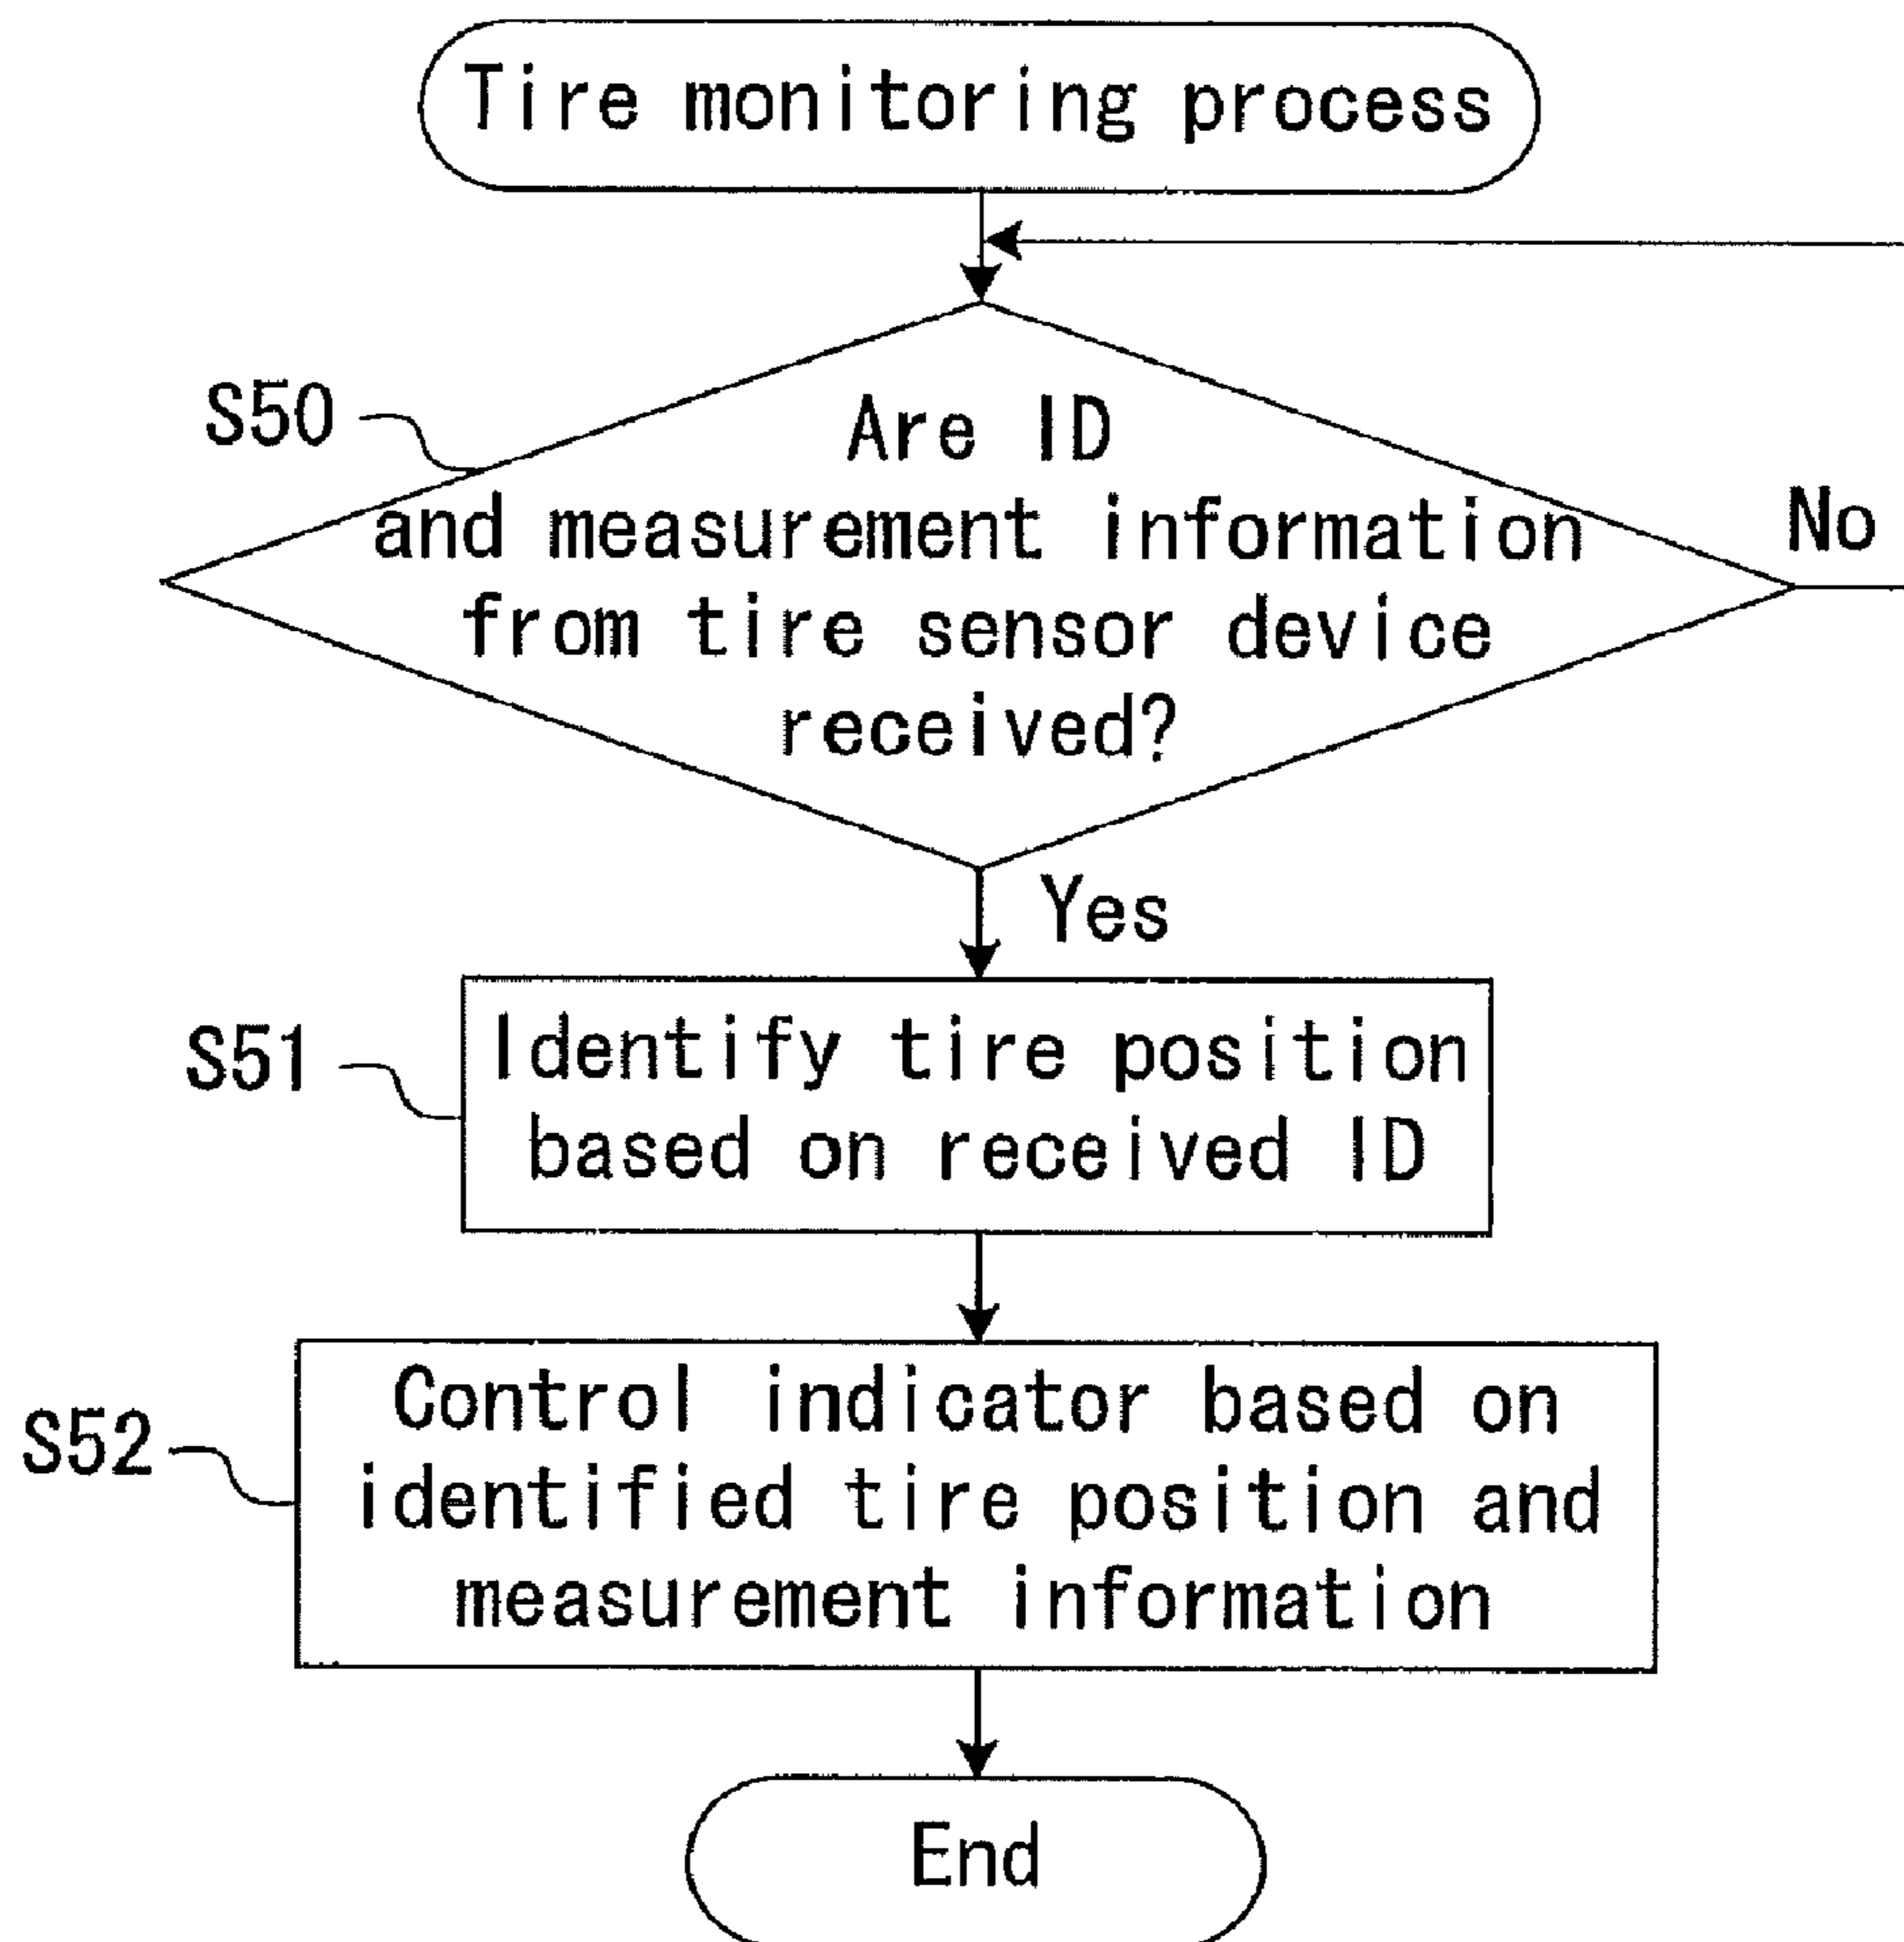 Tire monitoring process
S50
Are ID
and measurement information
from tire sensor device
received?
No
Yes
S51
Identify tire position
based on received ID
S52
Control indicator based on
identified tire position and
measurement information
End